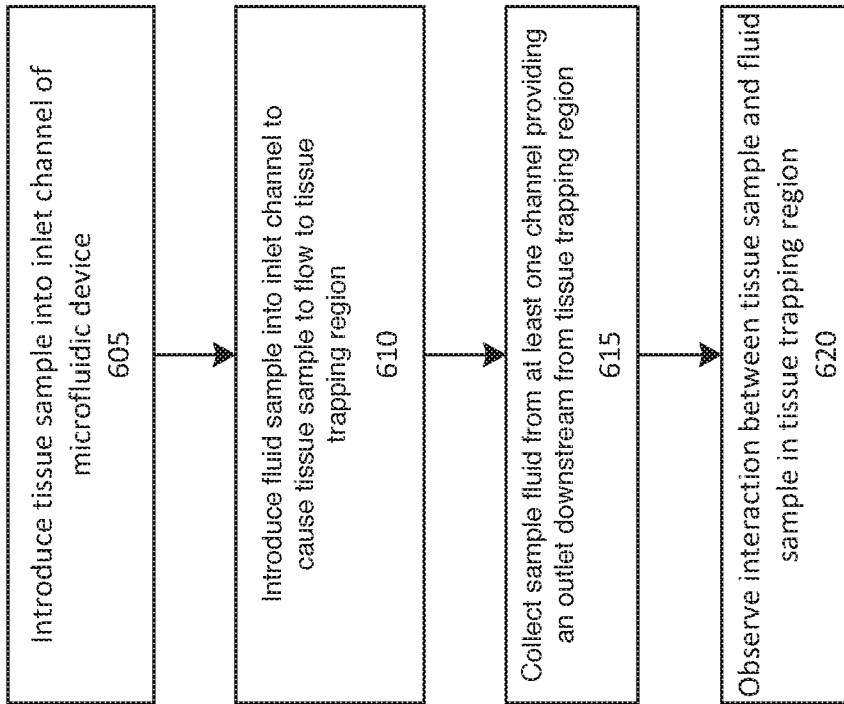 Introduce tissue sample into inlet channel of
microfluidic device
605
Introduce fluid sample into inlet channel to
cause tissue sample to flow to tissue
trapping region
610
Collect sample fluid from at least one channel providing
an outlet downstream from tissue trapping region
615
Observe interaction between tissue sample and fluid
sample in tissue trapping region
620